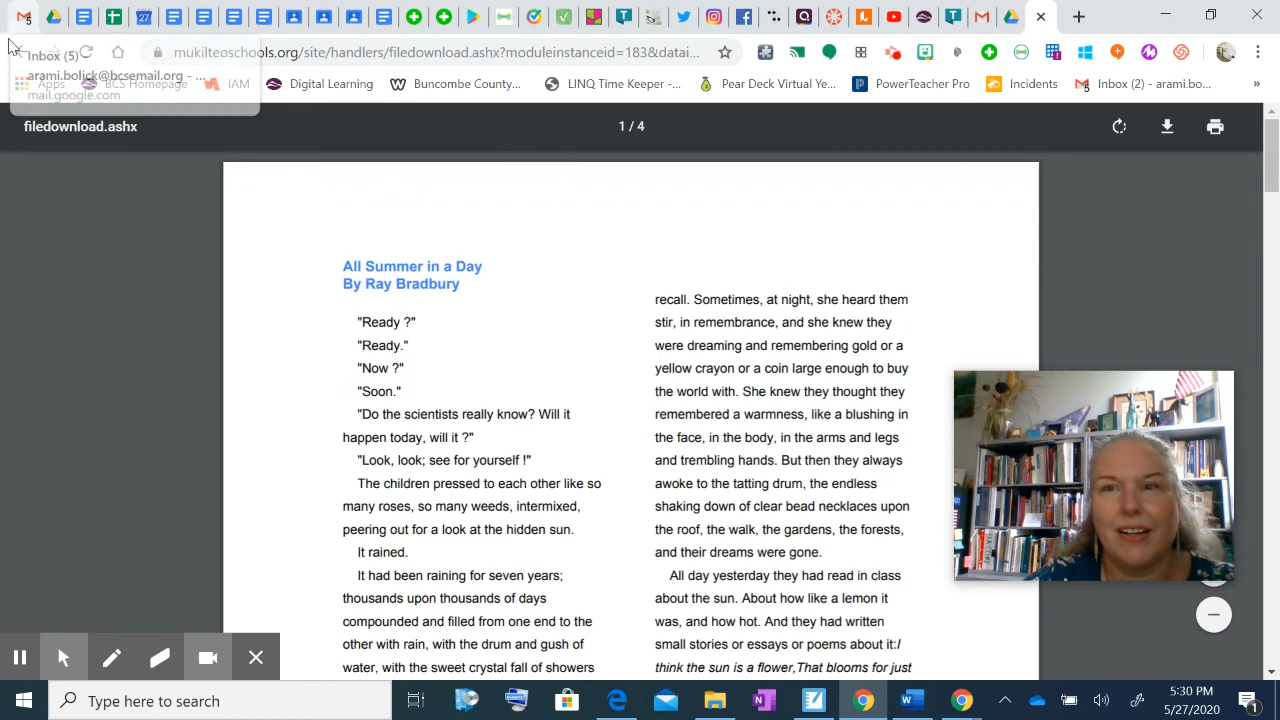 27
mukilteoschools.org/site/handlers/filedownload.ashx?moduleinstanceid=183&datai...
Inbox (5)
arami.bolick@bcsemail.org - ...
mail.google.com
Apps
BCS Homepage
IAM
Digital Learning
Buncombe County...
LINQ Time Keeper -...
Pear Deck Virtual Ye...
PowerTeacher Pro
Incidents
Inbox (2) - arami.bo...
»
filedownload.ashx
1 / 4
All Summer in a Day
By Ray Bradbury
"Ready ?"
"Ready."
"Now ?"
"Soon."
"Do the scientists really know? Will it
happen today, will it ?"
"Look, look; see for yourself !"
The children pressed to each other like so
many roses, so many weeds, intermixed,
peering out for a look at the hidden sun.
It rained.
It had been raining for seven years;
thousands upon thousands of days
compounded and filled from one end to the
other with rain, with the drum and gush of
water, with the sweet crystal fall of showers
recall. Sometimes, at night, she heard them
stir, in remembrance, and she knew they
were dreaming and remembering gold or a
yellow crayon or a coin large enough to buy
the world with. She knew they thought they
remembered a warmness, like a blushing in
the face, in the body, in the arms and legs
and trembling hands. But then they always
awoke to the tatting drum, the endless
shaking down of clear bead necklaces upon
the roof, the walk, the gardens, the forests,
and their dreams were gone.
All day yesterday they had read in class
about the sun. About how like a lemon it
was, and how hot. And they had written
small stories or essays or poems about it:I
think the sun is a flower,That blooms for just
Type here to search
5:30 PM
5/27/2020
1